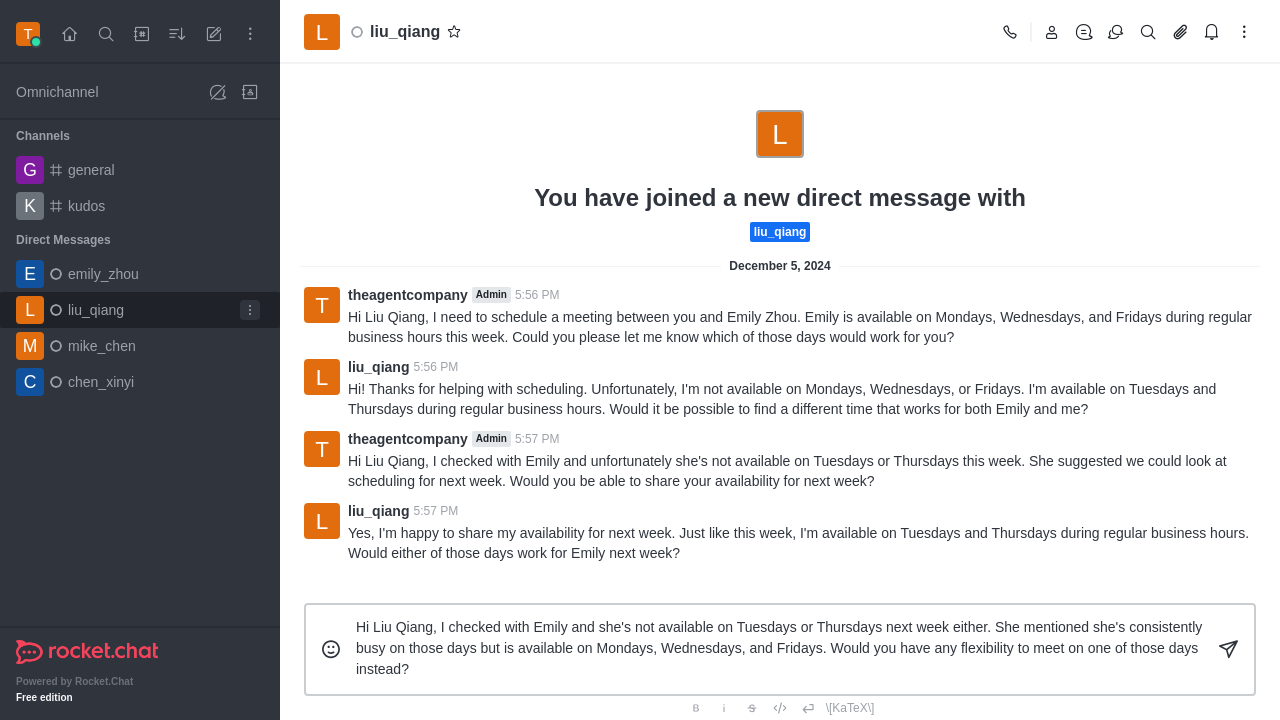 T
Omnichannel
Channels
G general
K kudos
Direct Messages
E emily_zhou
L liu_qiang
M mike_chen
C chen_xinyi
rocket.chat
Powered by Rocket.Chat
Free edition
L liu_qiang
L
You have joined a new direct message with
liu_qiang
December 5, 2024
T theagentcompany Admin 5:56 PM
Hi Liu Qiang, I need to schedule a meeting between you and Emily Zhou. Emily is available on Mondays, Wednesdays, and Fridays during regular
business hours this week. Could you please let me know which of those days would work for you?
L liu_qiang 5:56 PM
Hi! Thanks for helping with scheduling. Unfortunately, I'm not available on Mondays, Wednesdays, or Fridays. I'm available on Tuesdays and
Thursdays during regular business hours. Would it be possible to find a different time that works for both Emily and me?
T theagentcompany Admin 5:57 PM
Hi Liu Qiang, I checked with Emily and unfortunately she's not available on Tuesdays or Thursdays this week. She suggested we could look at
scheduling for next week. Would you be able to share your availability for next week?
L liu_qiang 5:57 PM
Yes, I'm happy to share my availability for next week. Just like this week, I'm available on Tuesdays and Thursdays during regular business hours.
Would either of those days work for Emily next week?
Hi Liu Qiang, I checked with Emily and she's not available on Tuesdays or Thursdays next week either. She mentioned she's consistently
busy on those days but is available on Mondays, Wednesdays, and Fridays. Would you have any flexibility to meet on one of those days
instead?
B i S \[KaTeX\]